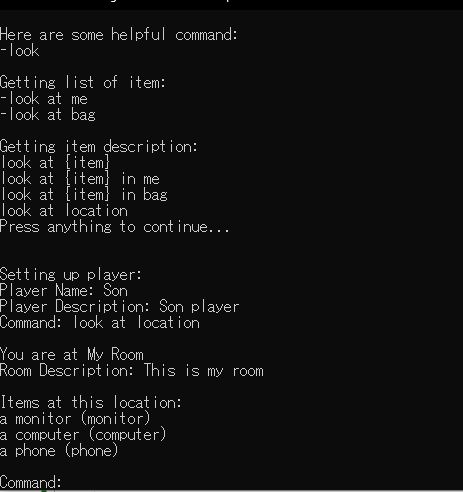 Here are some helpful command:
-look
Getting list of item:
-look at me
-look at bag
Getting item description:
look at {item}
look at {item} in me
look at {item} in bag
look at location
Press anything to continue...
Setting up player:
Player Name: Son
Player Description: Son player
Command: look at location
You are at My Room
Room Description: This is my room
Items at this location:
a monitor (monitor)
a computer (computer)
a phone (phone)
Command: